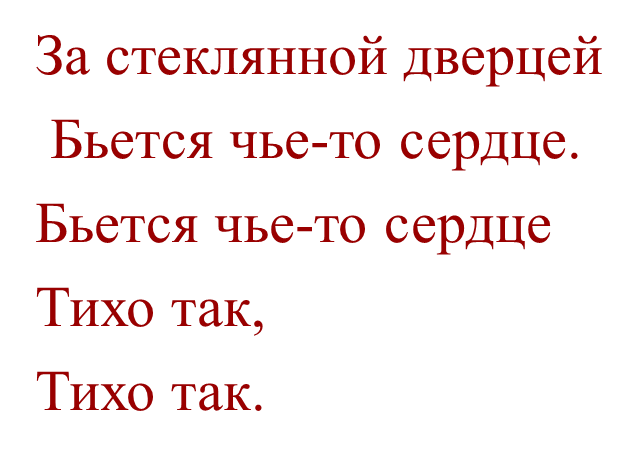 За стеклянной дверцей
Бьется чье-то сердце.
Бьется чье-то сердце
Тихо так,
Тихо так.